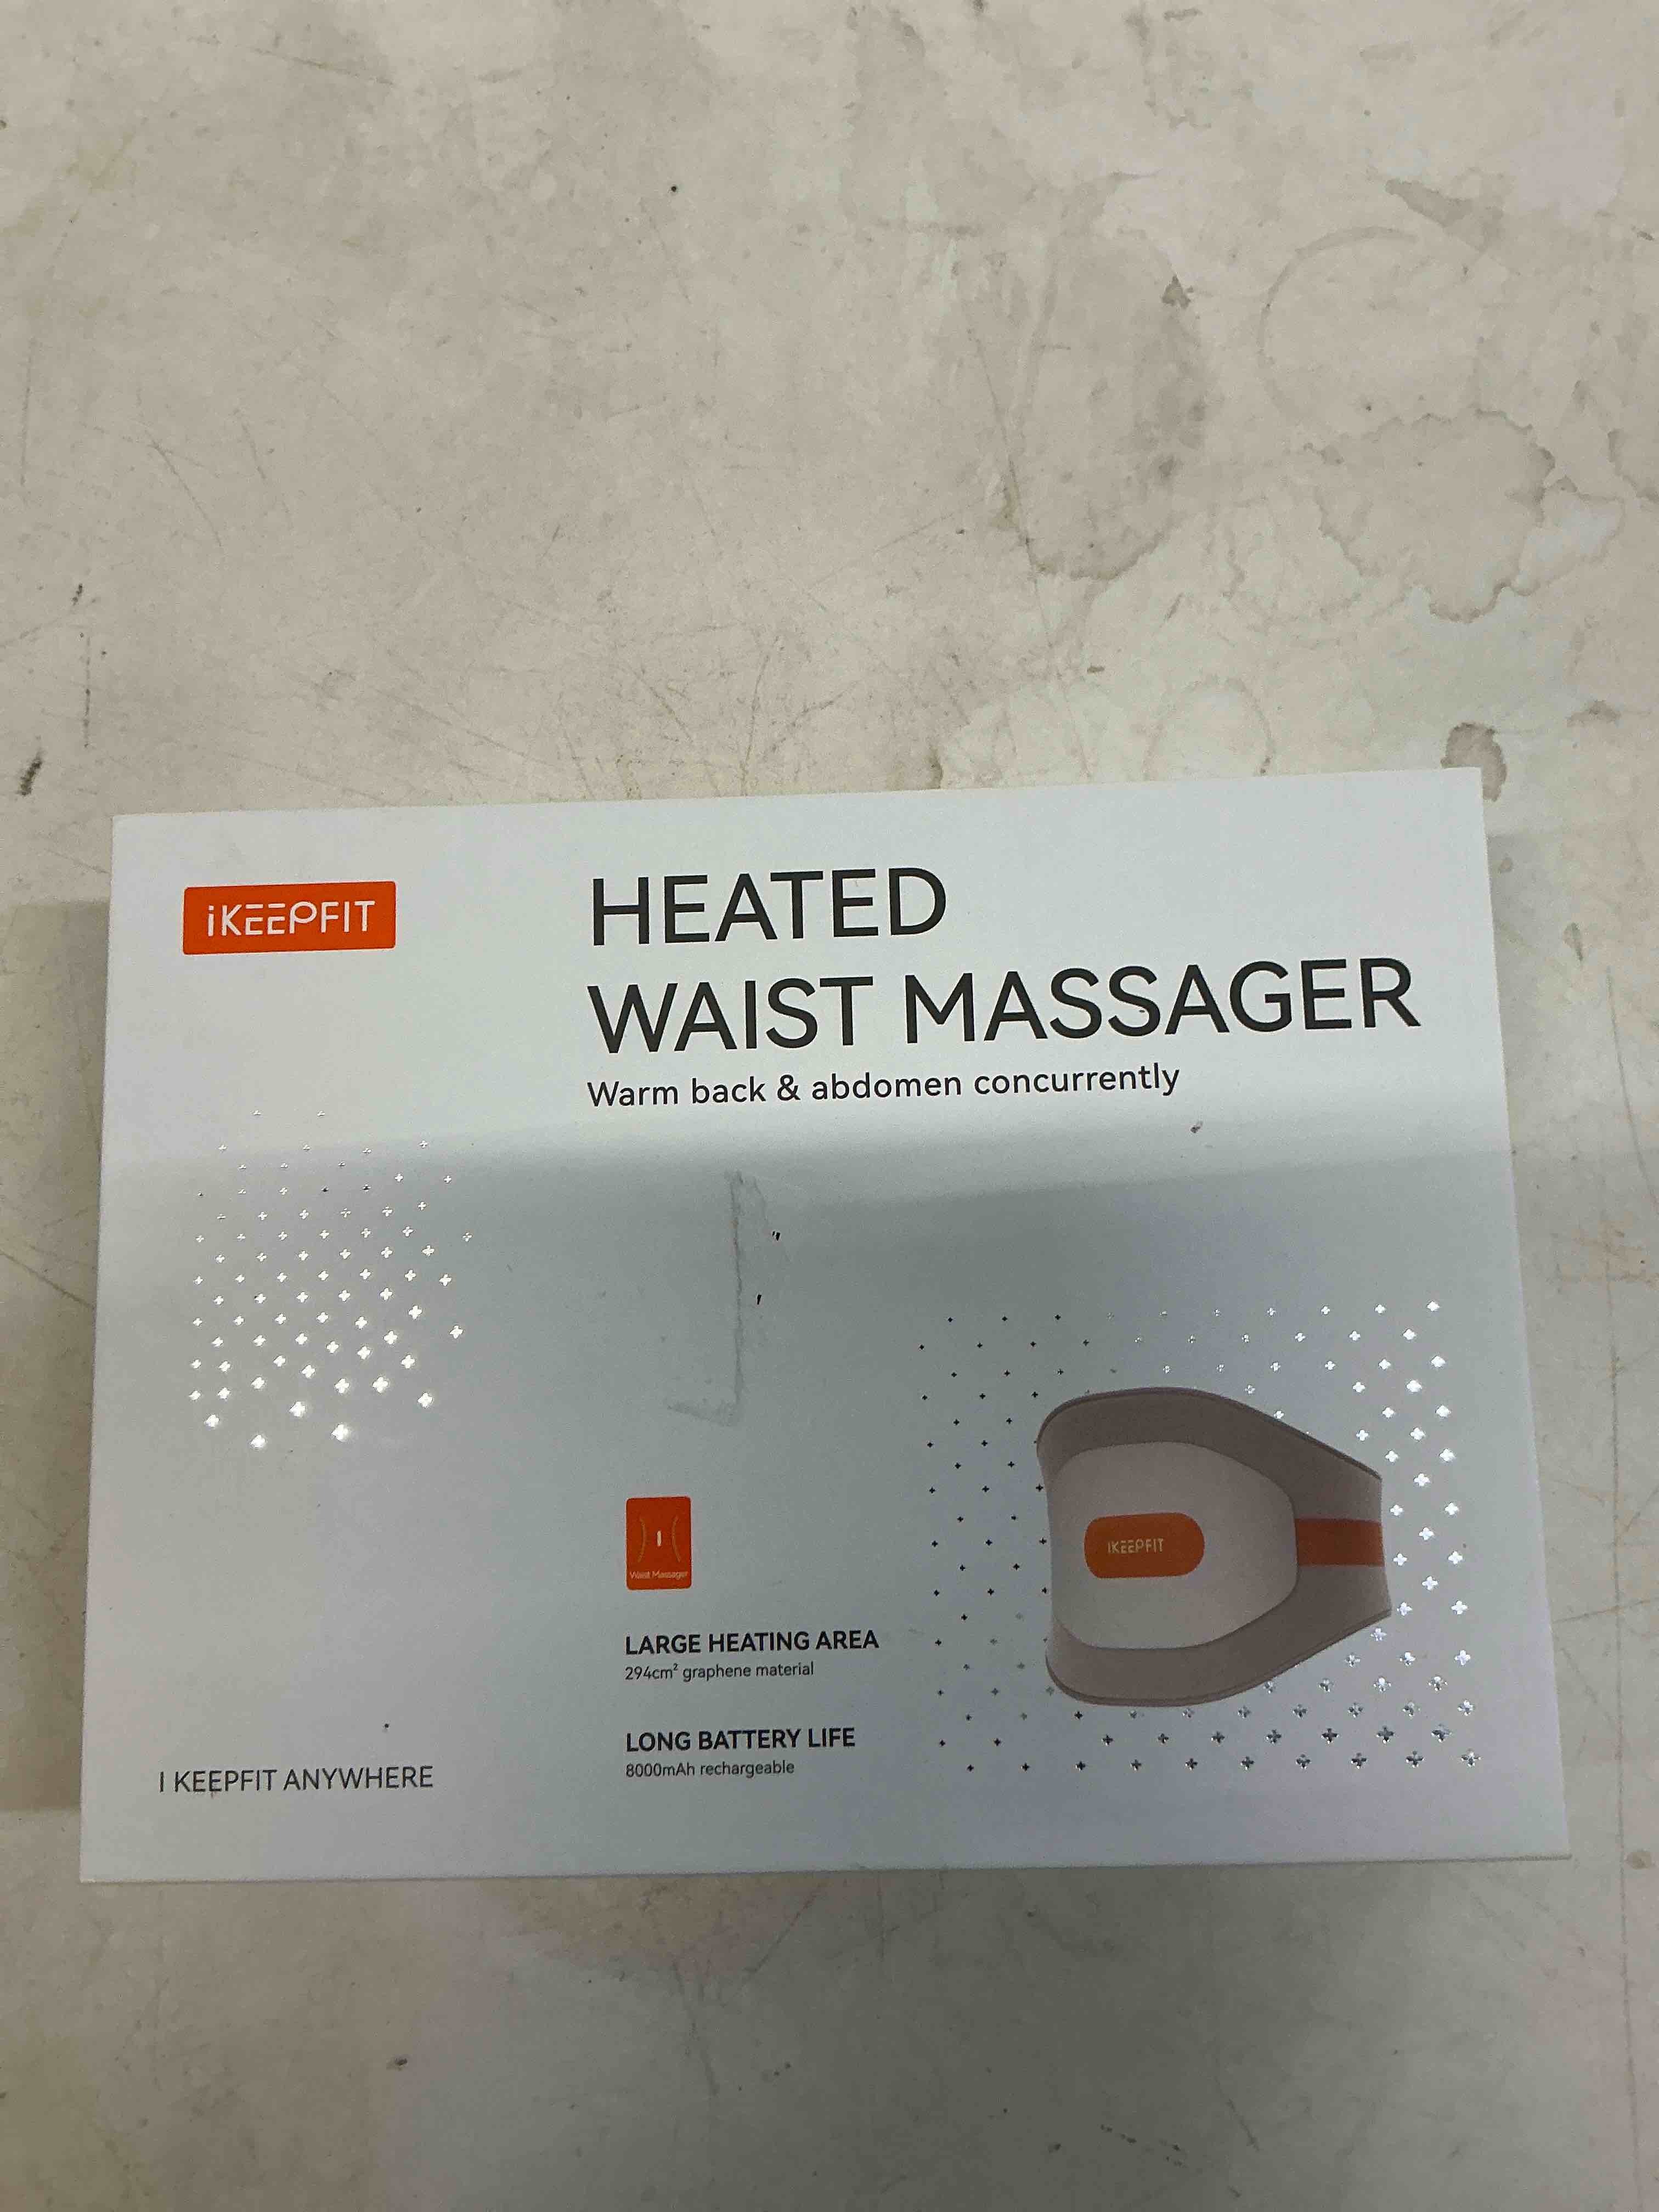 iKEEPFIT
HEATED
WAIST MASSAGER
Warm back & abdomen concurrently
Waist Massager
IKEEPFIT
LARGE HEATING AREA
294cm² graphene material
LONG BATTERY LIFE
8000mAh rechargeable
I KEEPFIT ANYWHERE